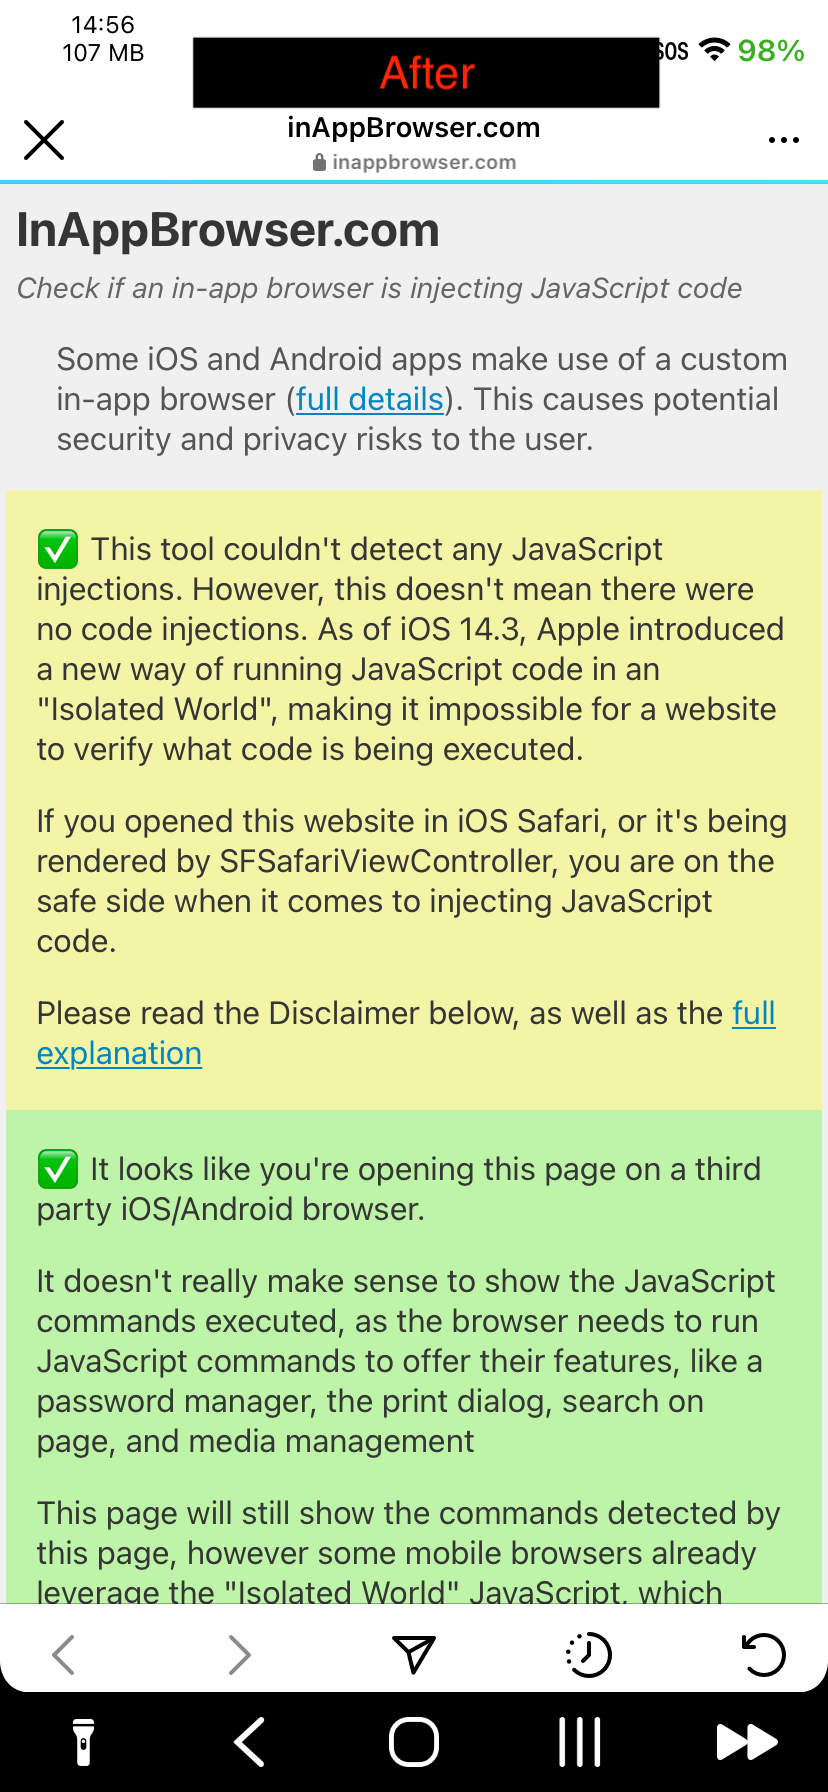 14:56
107 MB
After
SOS
98%
inAppBrowser.com
inappbrowser.com
InAppBrowser.com
Check if an in-app browser is injecting JavaScript code
Some iOS and Android apps make use of a custom
in-app browser (full details). This causes potential
security and privacy risks to the user.
✅ This tool couldn't detect any JavaScript
injections. However, this doesn't mean there were
no code injections. As of iOS 14.3, Apple introduced
a new way of running JavaScript code in an
"Isolated World", making it impossible for a website
to verify what code is being executed.
If you opened this website in iOS Safari, or it's being
rendered by SFSafariViewController, you are on the
safe side when it comes to injecting JavaScript
code.
Please read the Disclaimer below, as well as the full
explanation
✅ It looks like you're opening this page on a third
party iOS/Android browser.
It doesn't really make sense to show the JavaScript
commands executed, as the browser needs to run
JavaScript commands to offer their features, like a
password manager, the print dialog, search on
page, and media management
This page will still show the commands detected by
this page, however some mobile browsers already
leverage the "Isolated World" JavaScript, which